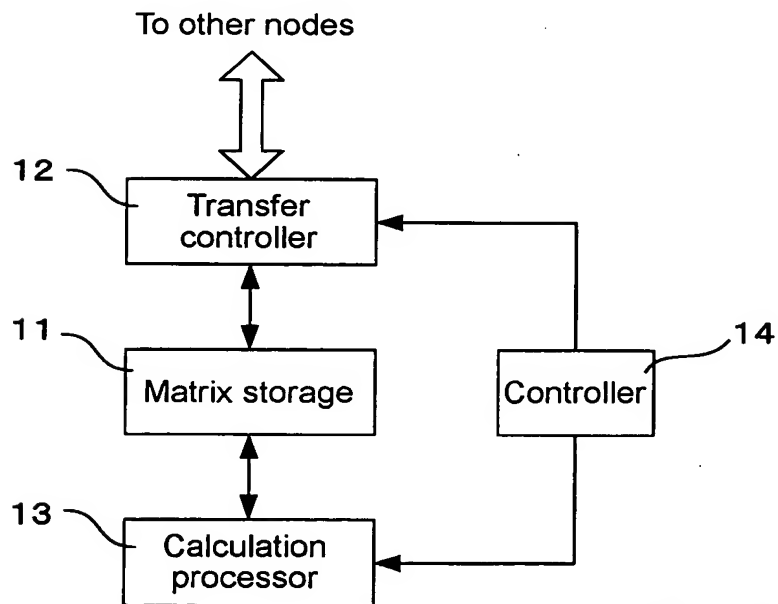 To other nodes
12
Transfer
controller
11
Matrix storage
14
Controller
13
Calculation
processor